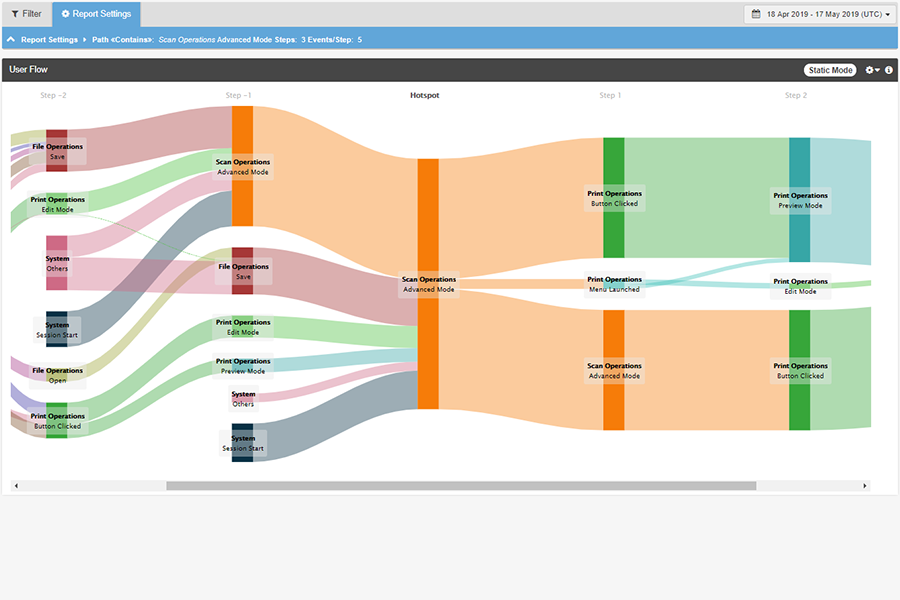 Filter
Report Settings
18 Apr 2019 - 17 May 2019 (UTC)
Report Settings
Path «Contains»: Scan Operations Advanced Mode Steps: 3 Events/Step: 5
User Flow
Static Mode
Step -2
Step -1
Hotspot
Step 1
Step 2
File Operations
Save
Print Operations
Edit Mode
System
Others
System
Session Start
File Operations
Open
Print Operations
Button Clicked
Scan Operations
Advanced Mode
File Operations
Save
Print Operations
Edit Mode
Print Operations
Preview Mode
System
Others
System
Session Start
Scan Operations
Advanced Mode
Print Operations
Button Clicked
Print Operations
Menu Launched
Scan Operations
Advanced Mode
Print Operations
Preview Mode
Print Operations
Edit Mode
Print Operations
Button Clicked